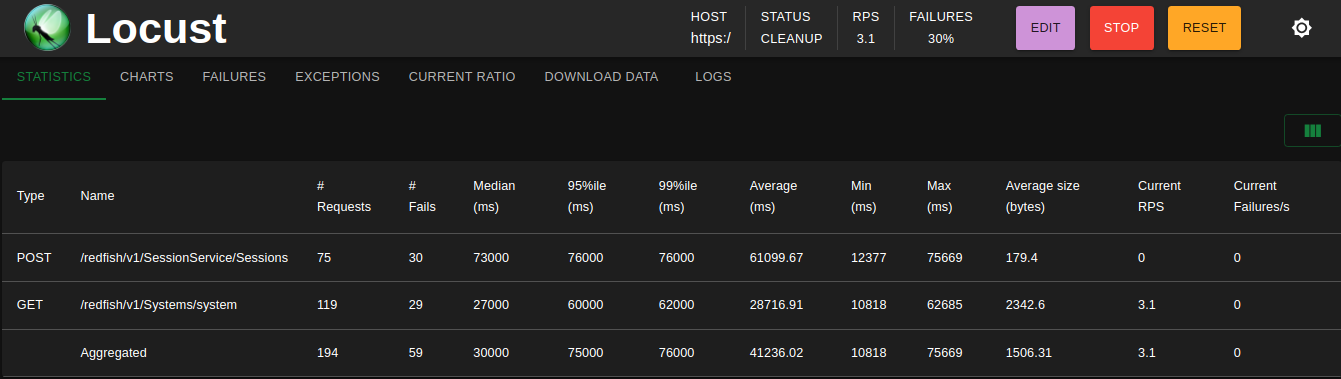 Locust
HOST STATUS RPS FAILURES
https:/ CLEANUP 3.1 30%
EDIT STOP RESET
STATISTICS CHARTS FAILURES EXCEPTIONS CURRENT RATIO DOWNLOAD DATA LOGS
Type Name # Requests # Fails Median (ms) 95%ile (ms) 99%ile (ms) Average (ms) Min (ms) Max (ms) Average size (bytes) Current RPS Current Failures/s
POST /redfish/v1/SessionService/Sessions 75 30 73000 76000 76000 61099.67 12377 75669 179.4 0 0
GET /redfish/v1/Systems/system 119 29 27000 60000 62000 28716.91 10818 62685 2342.6 3.1 0
Aggregated 194 59 30000 75000 76000 41236.02 10818 75669 1506.31 3.1 0